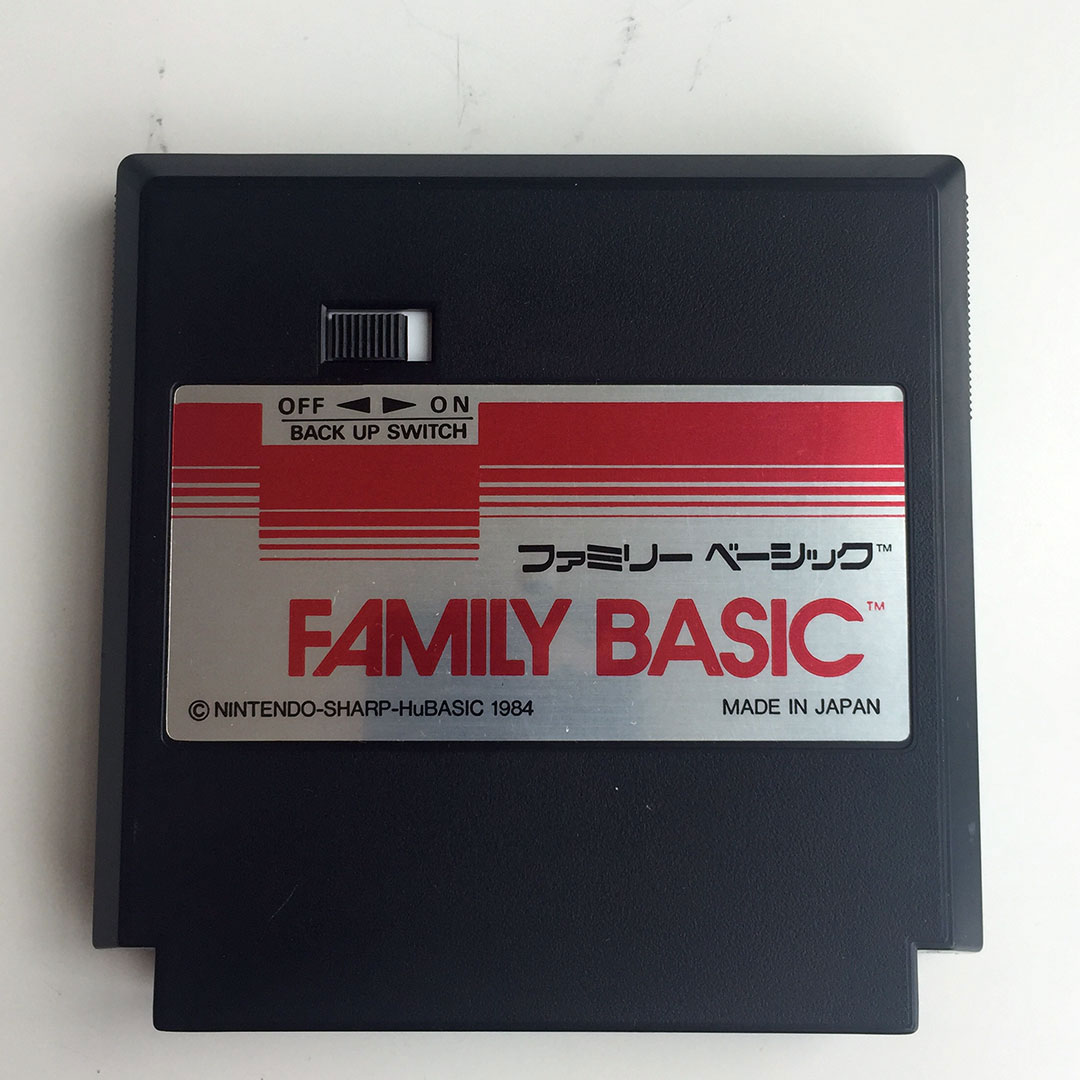 OFF ◀ ▶ ON
BACK UP SWITCH
ファミリー ベーシック™
FAMILY BASIC™
©NINTENDO-SHARP-HuBASIC 1984 MADE IN JAPAN